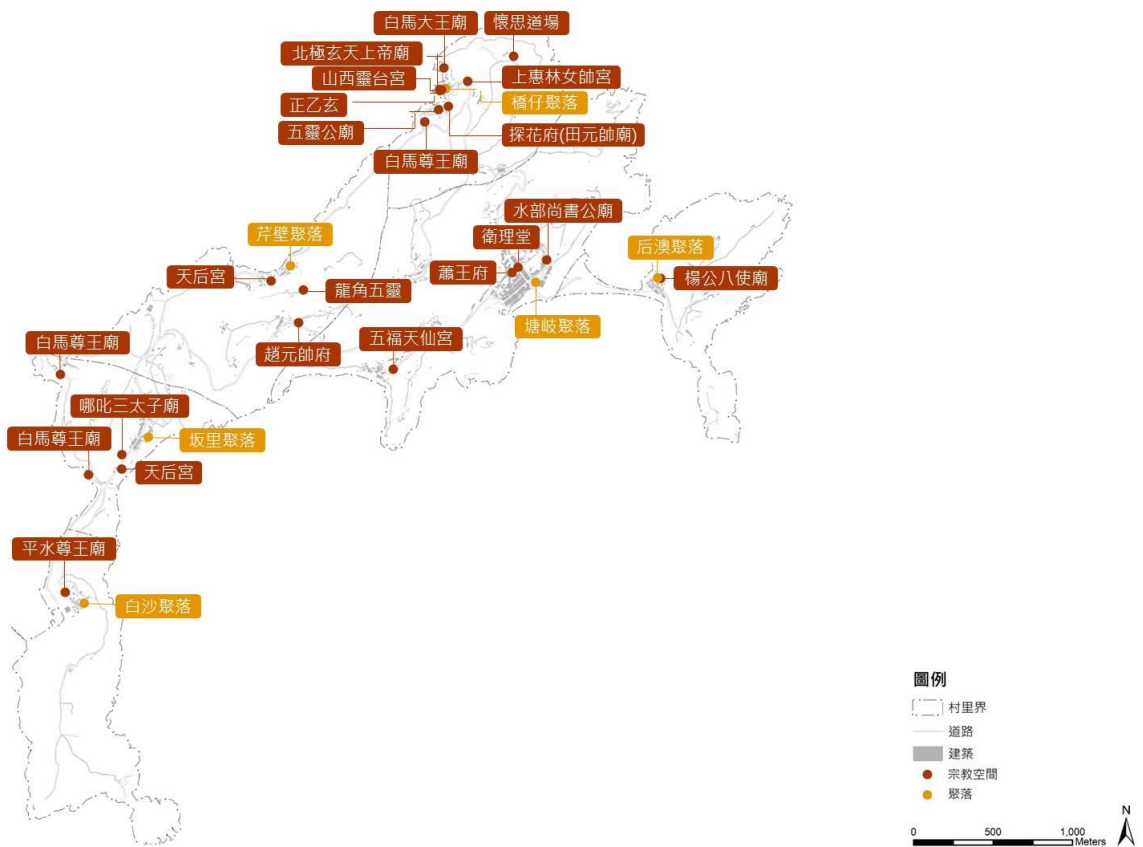 白馬大王廟
懷思道場
北極玄天上帝廟
山西靈台宮
上惠林女帥宮
正乙玄
橋仔聚落
五靈公廟
探花府(田元帥廟)
白馬尊王廟
水部尚書公廟
芹壁聚落
衛理堂
后澳聚落
天后宮
蕭王府
龍角五靈
楊公八使廟
塘岐聚落
白馬尊王廟
趙元帥府
五福天仙宮
哪叱三太子廟
白馬尊王廟
坂里聚落
天后宮
平水尊王廟
白沙聚落
圖例
村里界
道路
建築
宗教空間
聚落
N
0 500 1,000
Meters